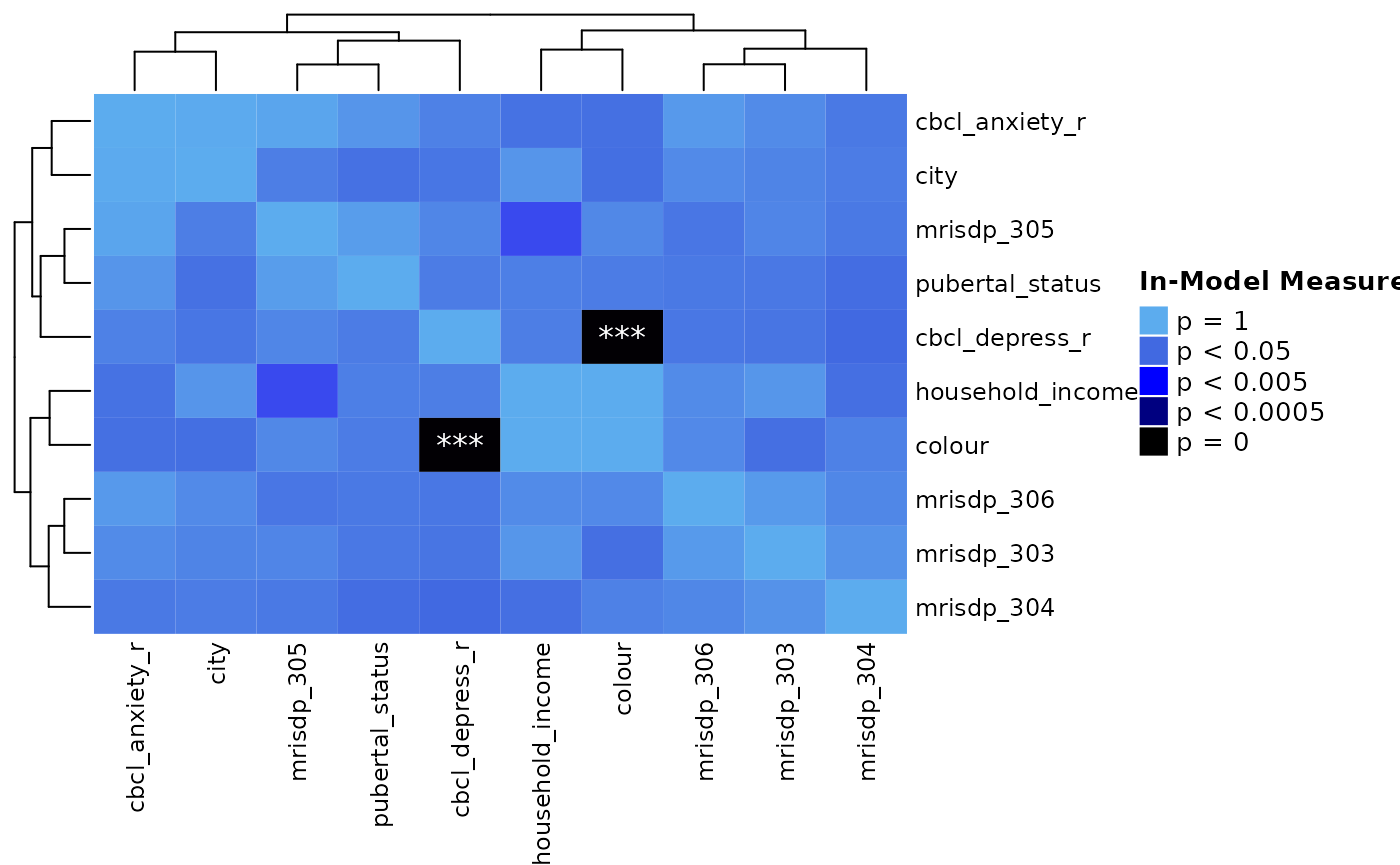 cbcl_anxiety_r
city
mrisdp_305
pubertal_status
cbcl_depress_r
household_income
colour
mrisdp_306
mrisdp_303
mrisdp_304
***
***
In-Model Measure
p = 1
p < 0.05
p < 0.005
p < 0.0005
p = 0
cbcl_anxiety_r
city
mrisdp_305
pubertal_status
cbcl_depress_r
household_income
colour
mrisdp_306
mrisdp_303
mrisdp_304